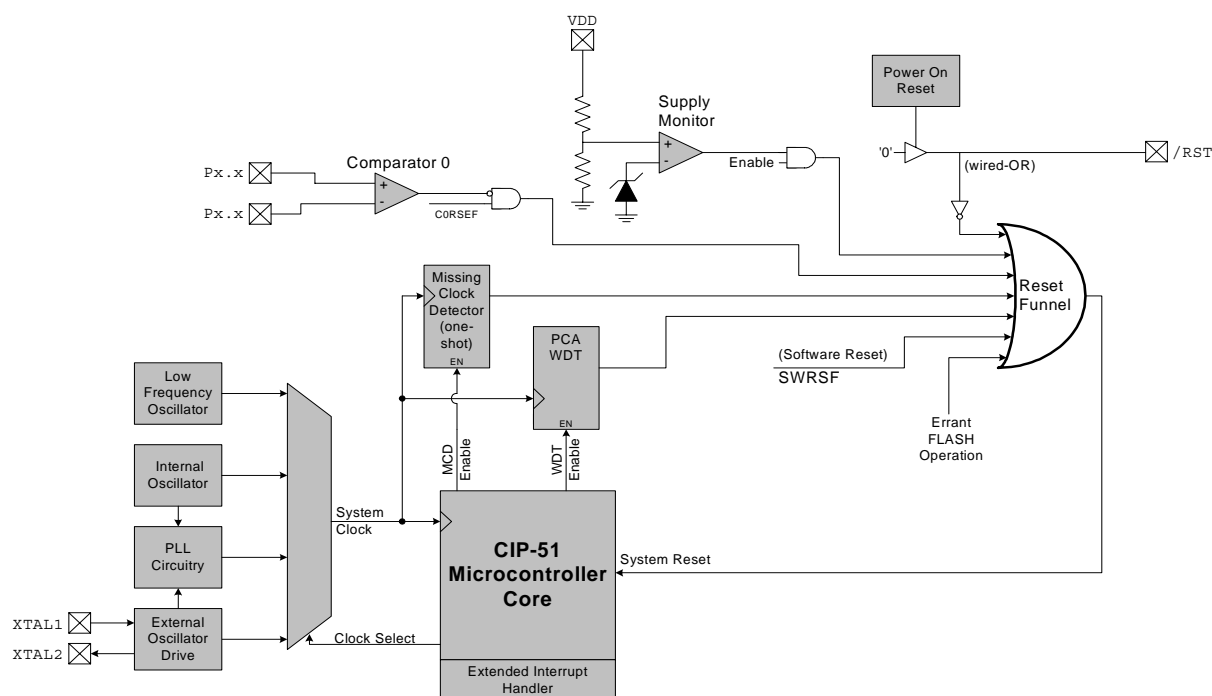 VDD
Power On
Reset
Supply
Monitor
+
-
Enable
'0'
(wired-OR)
/RST
Px.x
Px.x
Comparator 0
+
-
C0RSEF
Missing
Clock
Detector
(one-
shot)
EN
PCA
WDT
EN
Reset
Funnel
(Software Reset)
SWRSF
Errant
FLASH
Operation
Low
Frequency
Oscillator
Internal
Oscillator
PLL
Circuitry
External
Oscillator
Drive
XTAL1
XTAL2
System
Clock
Clock Select
MCD
Enable
WDT
Enable
CIP-51
Microcontroller
Core
System Reset
Extended Interrupt
Handler